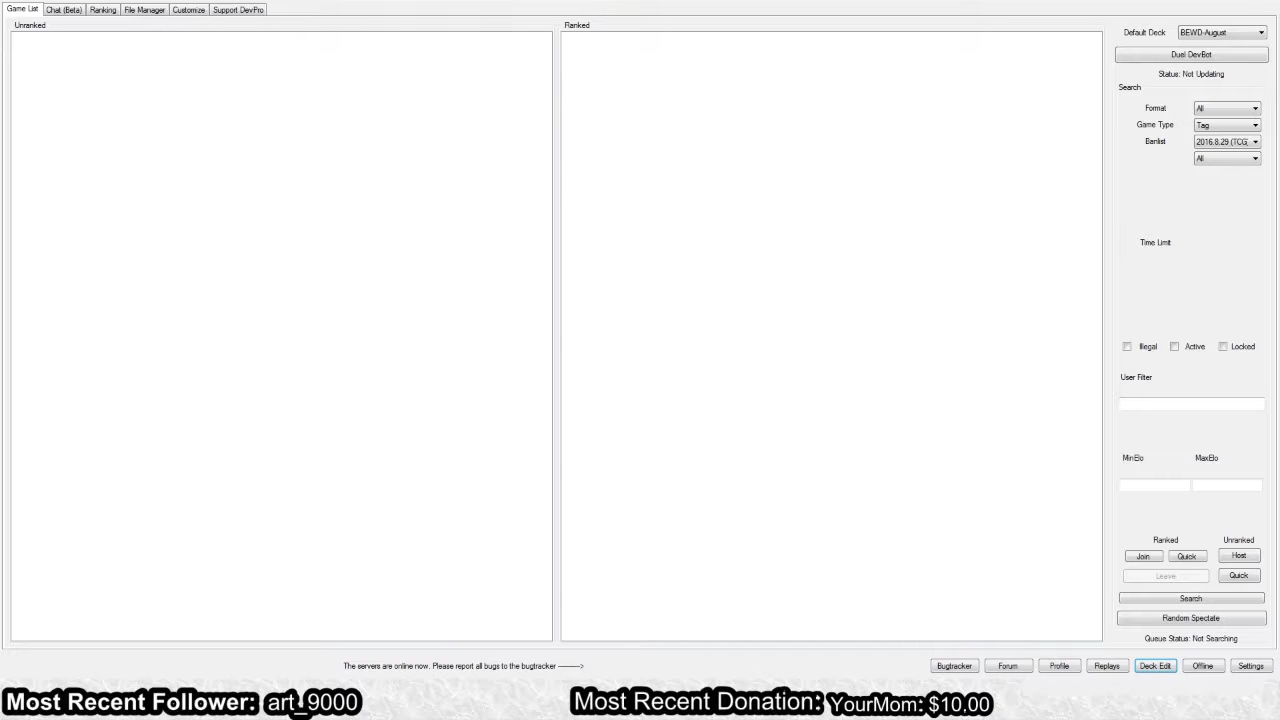 Game List Chat (Beta) Ranking File Manager Customize Support DevPro
Unranked
Ranked
Default Deck BEWD-August
Duel DevBot
Status: Not Updating
Search
Format All
Game Type Tag
Banlist 2016.8.29 (TCG)
All
Time Limit
Illegal Active Locked
User Filter
MinElo MaxElo
Ranked Unranked
Join Quick Host
Leave Quick
Search
Random Spectate
Queue Status: Not Searching
The servers are online now. Please report all bugs to the bugtracker ------>
Bugtracker Forum Profile Replays Deck Edit Offline Settings
Most Recent Follower: art_9000
Most Recent Donation: YourMom: $10.00